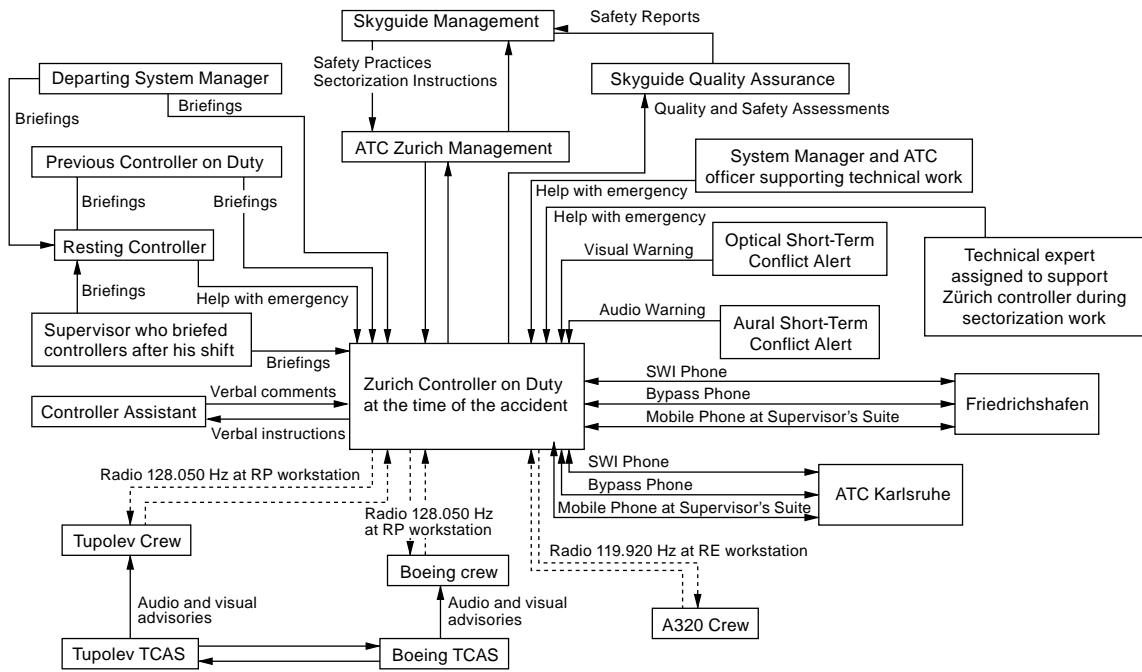 Safety Reports
Skyguide Management
Safety Practices
Sectorization Instructions
Departing System Manager
Skyguide Quality Assurance
Briefings
Briefings
Quality and Safety Assessments
ATC Zurich Management
System Manager and ATC
officer supporting technical work
Previous Controller on Duty
Help with emergency
Briefings
Briefings
Help with emergency
Resting Controller
Visual Warning
Optical Short-Term
Conflict Alert
Technical expert
assigned to support
Zürich controller during
sectorization work
Briefings
Help with emergency
Audio Warning
Aural Short-Term
Conflict Alert
Supervisor who briefed
controllers after his shift
Briefings
Zurich Controller on Duty
at the time of the accident
SWI Phone
Bypass Phone
Mobile Phone at Supervisor's Suite
Friedrichshafen
Verbal comments
Controller Assistant
Verbal instructions
SWI Phone
Bypass Phone
Mobile Phone at Supervisor's Suite
ATC Karlsruhe
Radio 128.050 Hz at RP workstation
Radio 128.050 Hz
at RP workstation
Tupolev Crew
Radio 119.920 Hz at RE workstation
Boeing crew
Audio and visual
advisories
Audio and visual
advisories
A320 Crew
Tupolev TCAS
Boeing TCAS